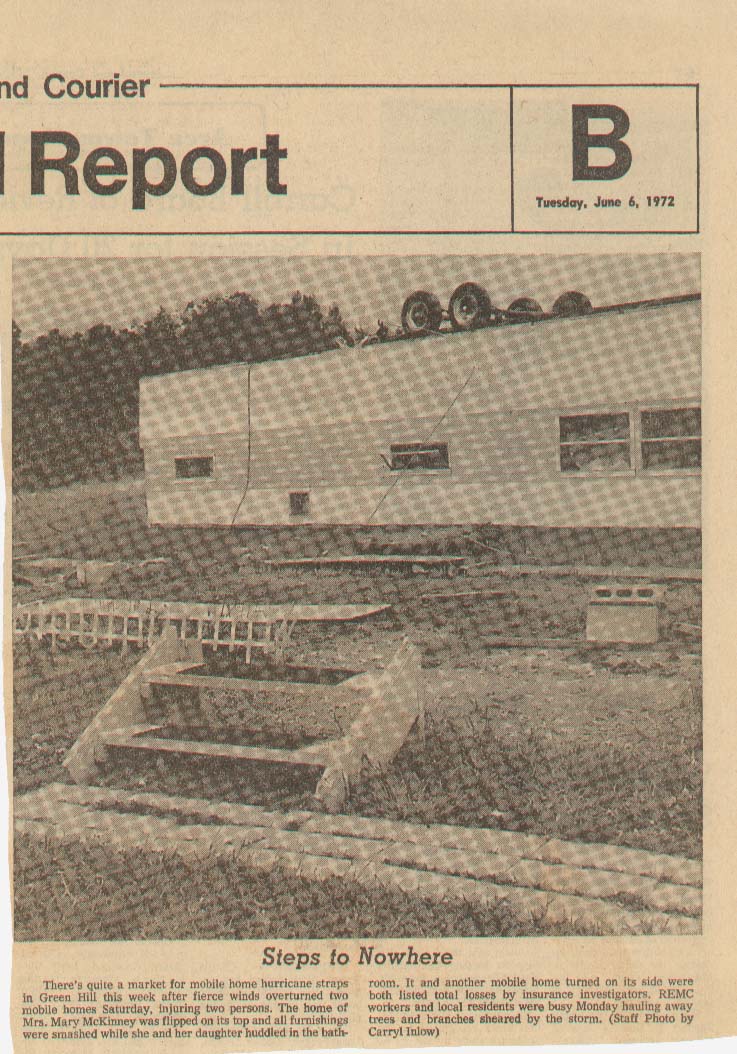 nd Courier
Report
B
Tuesday, June 6, 1972
Steps to Nowhere
There's quite a market for mobile home hurricane straps
in Green Hill this week after fierce winds overturned two
mobile homes Saturday, injuring two persons. The home of
Mrs. Mary McKinney was flipped on its top and all furnishings
were smashed while she and her daughter huddled in the bath-
room. It and another mobile home turned on its side were
both listed total losses by insurance investigators. REMC
workers and local residents were busy Monday hauling away
trees and branches sheared by the storm. (Staff Photo by
Carryl Inlow)